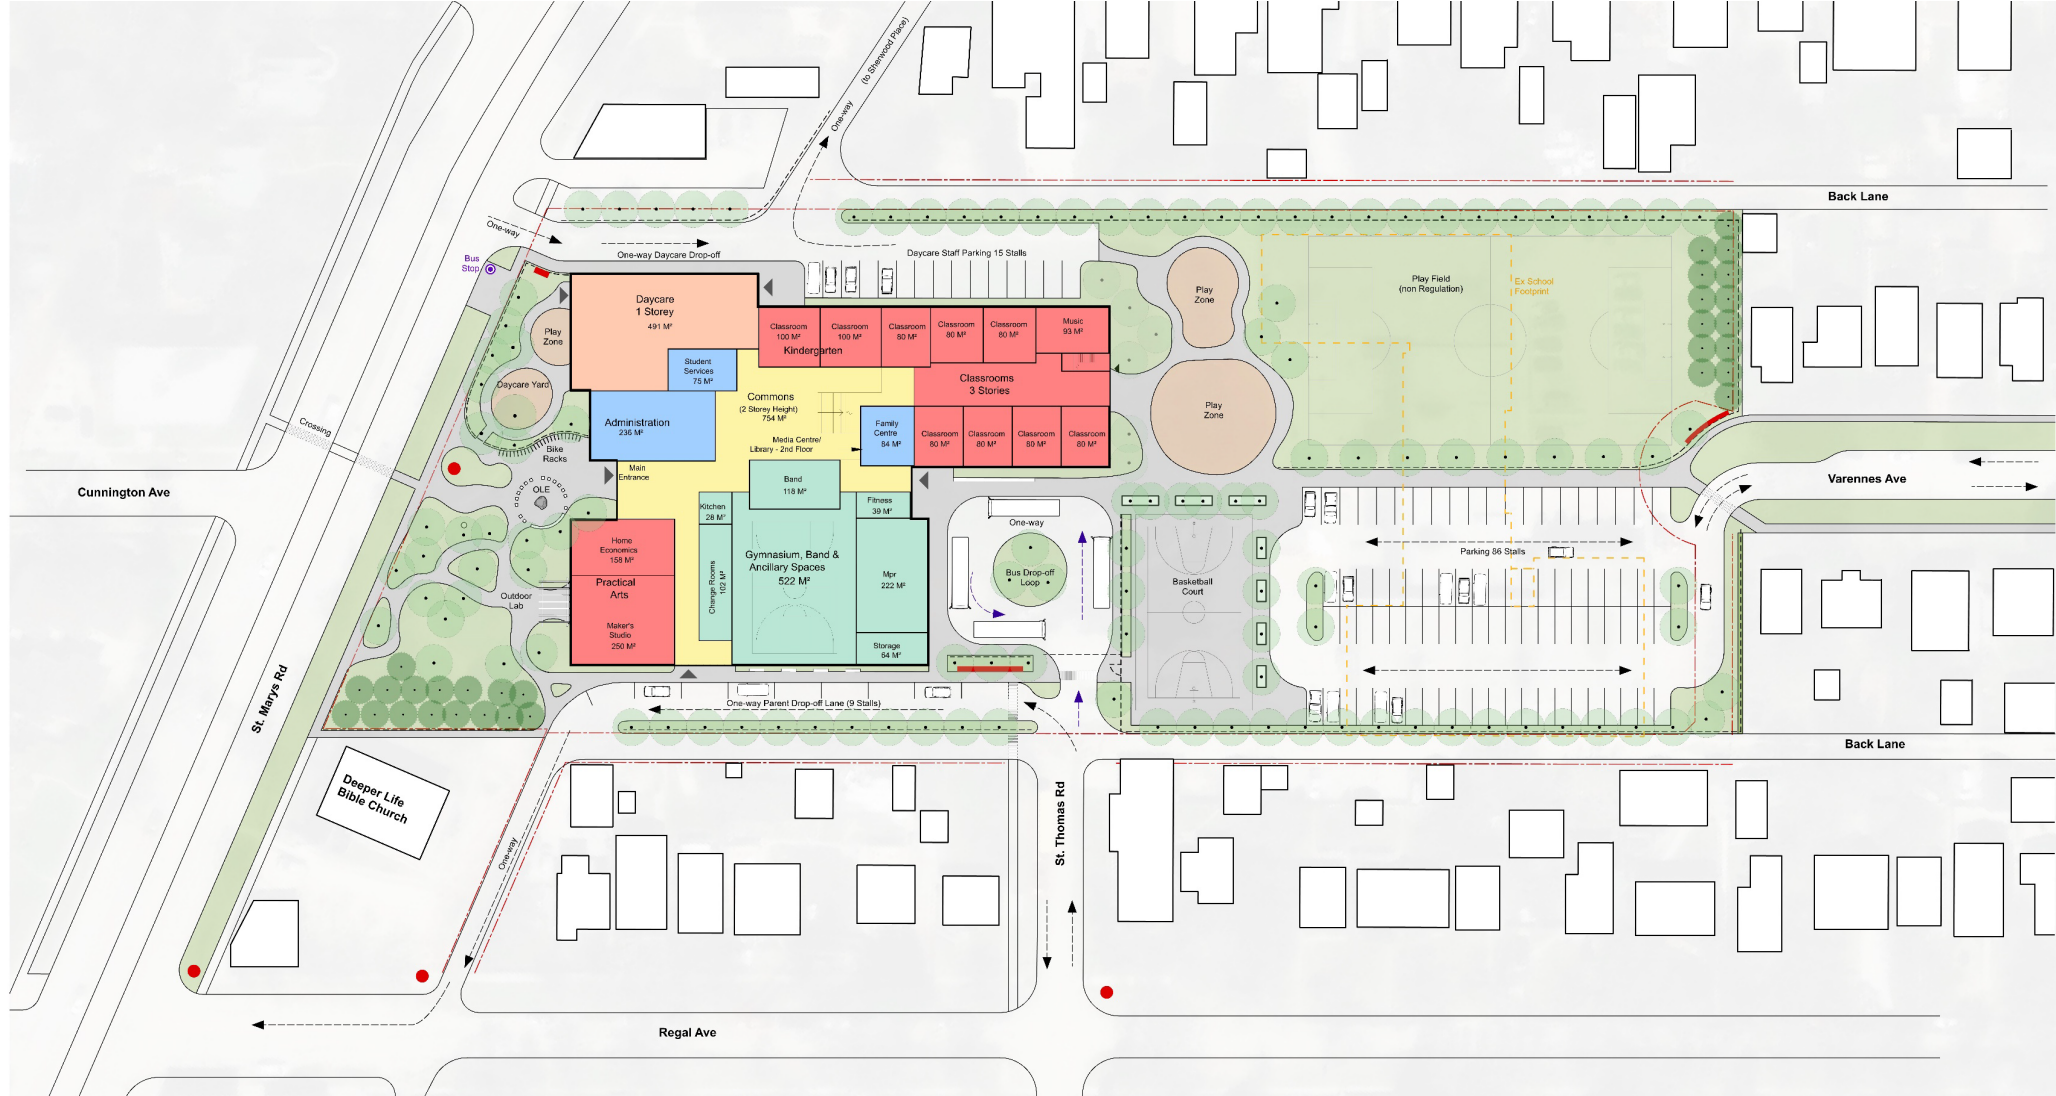 (to Sherwood Place)
One-way
Back Lane
One-way
One-way Daycare Drop-off
Daycare Staff Parking 15 Stalls
Bus
Stop
Daycare
1 Storey
491 M²
Play
Zone
Daycare Yard
Student
Services
75 M²
Classroom
100 M²
Classroom
100 M²
Classroom
80 M²
Classroom
80 M²
Classroom
80 M²
Music
93 M²
Kindergarten
Classrooms
3 Stories
Play
Zone
Play Field
(non Regulation)
Ex School
Footprint
Commons
(2 Storey Height)
754 M²
Administration
236 M²
Media Centre/
Library - 2nd Floor
Family
Centre
84 M²
Classroom
80 M²
Classroom
80 M²
Classroom
80 M²
Classroom
80 M²
Play
Zone
Crossing
Bike
Racks
Main
Entrance
OLE
Cunnington Ave
Varennes Ave
Band
118 M²
Kitchen
28 M²
Fitness
39 M²
One-way
Home
Economics
158 M²
Practical
Arts
Maker's
Studio
250 M²
Change Rooms
102 M²
Gymnasium, Band &
Ancillary Spaces
522 M²
Mpr
222 M²
Storage
64 M²
Bus Drop-off
Loop
Basketball
Court
Parking 86 Stalls
Outdoor
Lab
St. Marys Rd
One-way Parent Drop-off Lane (9 Stalls)
Back Lane
Deeper Life
Bible Church
One-way
St. Thomas Rd
Regal Ave